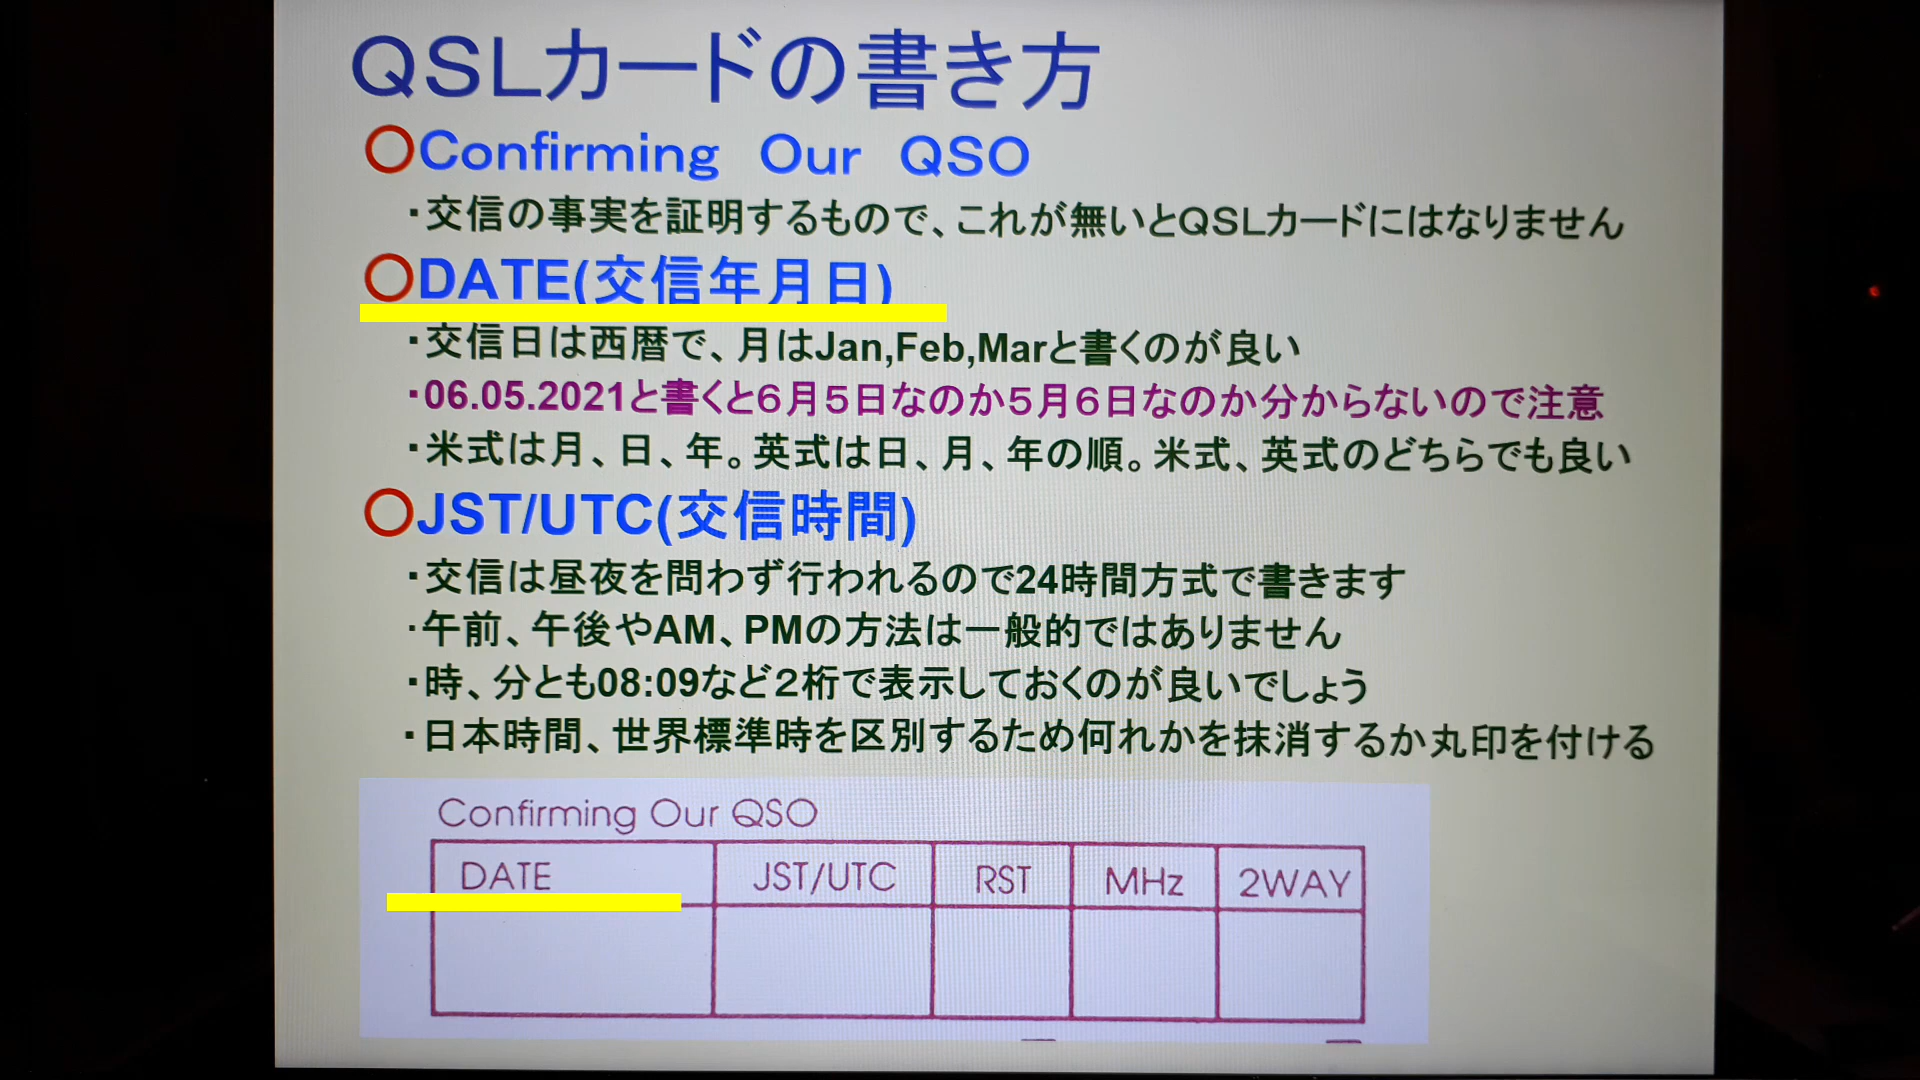 QSLカードの書き方
○Confirming Our QSO
・交信の事実を証明するもので、これが無いとQSLカードにはなりません
○DATE(交信年月日)
・交信日は西暦で、月はJan,Feb,Marと書くのが良い
・06.05.2021と書くと６月５日なのか５月６日なのか分からないので注意
・米式は月、日、年。英式は日、月、年の順。米式、英式のどちらでも良い
○JST/UTC(交信時間)
・交信は昼夜を問わず行われるので24時間方式で書きます
・午前、午後やAM、PMの方法は一般的ではありません
・時、分とも08:09など２桁で表示しておくのが良いでしょう
・日本時間、世界標準時を区別するため何れかを抹消するか丸印を付ける
Confirming Our QSO
DATE JST/UTC RST MHz 2WAY